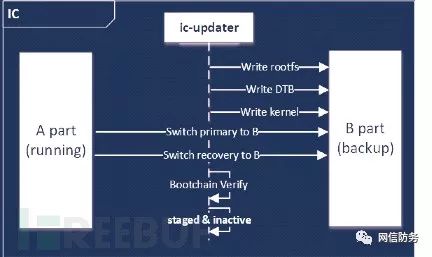 IC
ic-updater
Write rootfs
Write DTB
Write kernel
A part
(running)
Switch primary to B
B part
(backup)
Switch recovery to B
Bootchain Verify
staged & inactive
REEBUF
网信防务